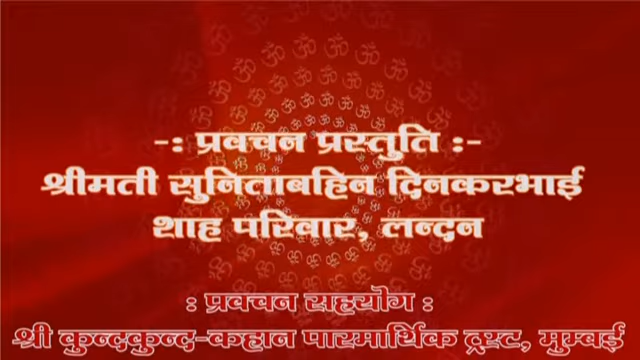 -: प्रवचन प्रस्तुति :-
श्रीमती सुनिताबहिन दिनकरभाई
शाह परिवार, लन्दन
: प्रवचन सहयोग :
श्री कुन्दकुन्द-कहान पारमार्थिक ट्रस्ट, मुम्बई